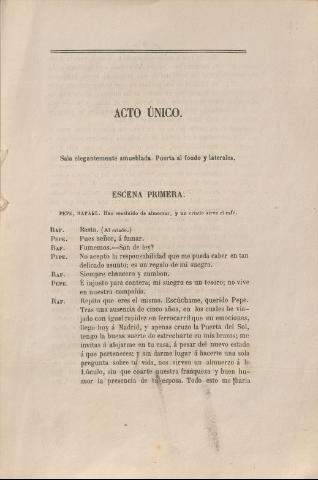 ACTO ÚNICO.
Sala elegantemente amueblada. Puerta al fondo y laterales.
ESCENA PRIMERA.
PEPE, RAFAEL. Han concluido de almorzar, y un criado sirve el café.
RAF. Basta. (Al criado.)
PEPE. Pues señor, á fumar.
RAF. Fumemos.—Son de ley?
PEPE. No acepto la responsabilidad que me pueda caber en tan
delicado asunto; es un regalo de mi suegra.
RAF. Siempre chancero y zumbon.
PEPE. É injusto para contera; mi suegra es un tesoro; no vive
en nuestra compañía.
RAF. Repito que eres el mismo. Escúchame, querido Pepe.
Tras una ausencia de cinco años, en los cuales he via-
jado con igual rapidez en ferrocarril que en emociones,
llego hoy á Madrid, y apenas cruzo la Puerta del Sol,
tengo la buena suerte de estrecharte en mis brazos; me
invitas á alojarme en tu casa, á pesar del nuevo estado
á que perteneces; y sin darme lugar á hacerte una sola
pregunta sobre tu vida, nos sirven un almuerzo á lo
Lúculo, sin que coarte nuestra franqueza y buen hu-
mor la presencia de tu esposa. Todo esto me haria